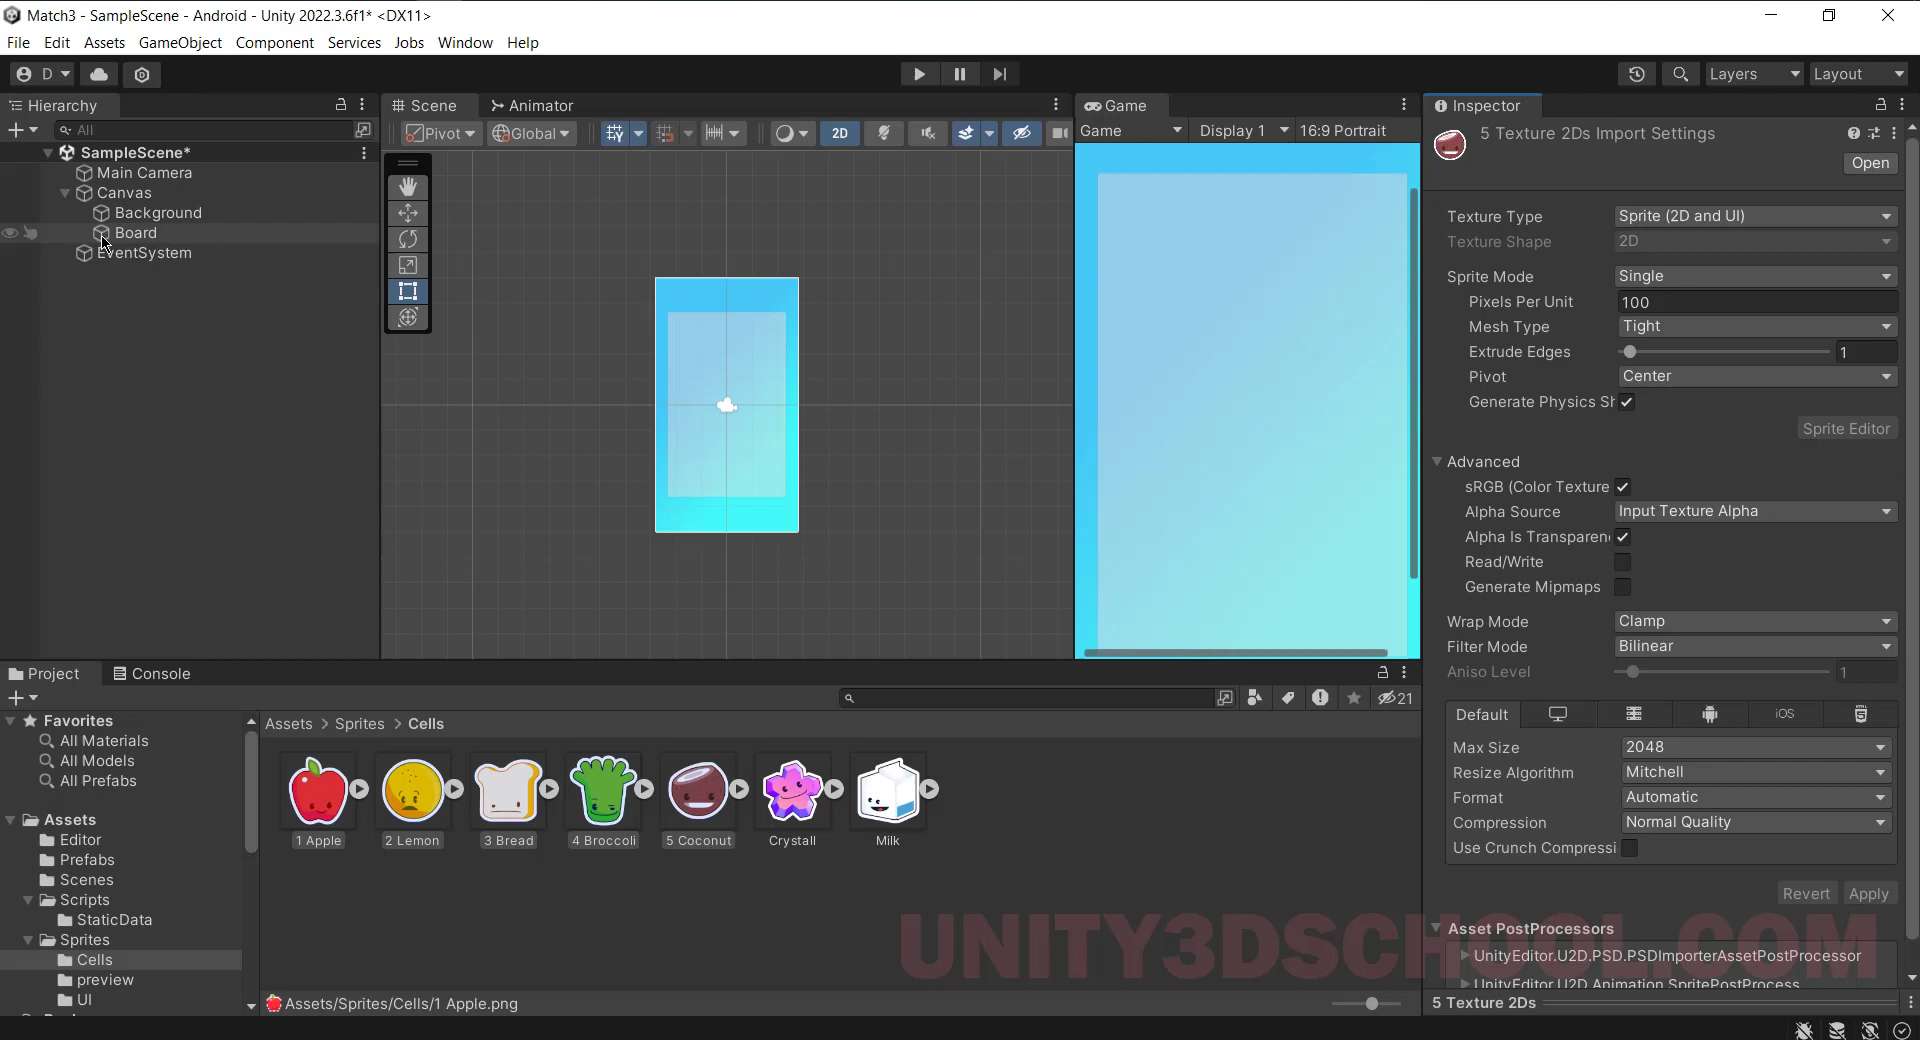 Match3 - SampleScene - Android - Unity 2022.3.6f1* <DX11>
File Edit Assets GameObject Component Services Jobs Window Help
D Layers Layout
Hierarchy
All
SampleScene*
Main Camera
Canvas
Background
Board
EventSystem
Scene Animator
Pivot Global 2D
Game
Game Display 1 16:9 Portrait
Inspector
5 Texture 2Ds Import Settings
Open
Texture Type Sprite (2D and UI)
Texture Shape 2D
Sprite Mode Single
Pixels Per Unit 100
Mesh Type Tight
Extrude Edges 1
Pivot Center
Generate Physics Sh
Sprite Editor
Advanced
sRGB (Color Texture
Alpha Source Input Texture Alpha
Alpha Is Transparen
Read/Write
Generate Mipmaps
Wrap Mode Clamp
Filter Mode Bilinear
Aniso Level 1
Default iOS
Max Size 2048
Resize Algorithm Mitchell
Format Automatic
Compression Normal Quality
Use Crunch Compressi
Revert Apply
Asset PostProcessors
UnityEditor.U2D.PSD.PSDImporterAssetPostProcessor
UnityEditor.U2D.Animation.SpritePostProcess
5 Texture 2Ds
Project Console
21
Favorites
All Materials
All Models
All Prefabs
Assets
Editor
Prefabs
Scenes
Scripts
StaticData
Sprites
Cells
preview
UI
Assets > Sprites > Cells
1 Apple 2 Lemon 3 Bread 4 Broccoli 5 Coconut Crystall Milk
Assets/Sprites/Cells/1 Apple.png
UNITY3DSCHOOL.COM